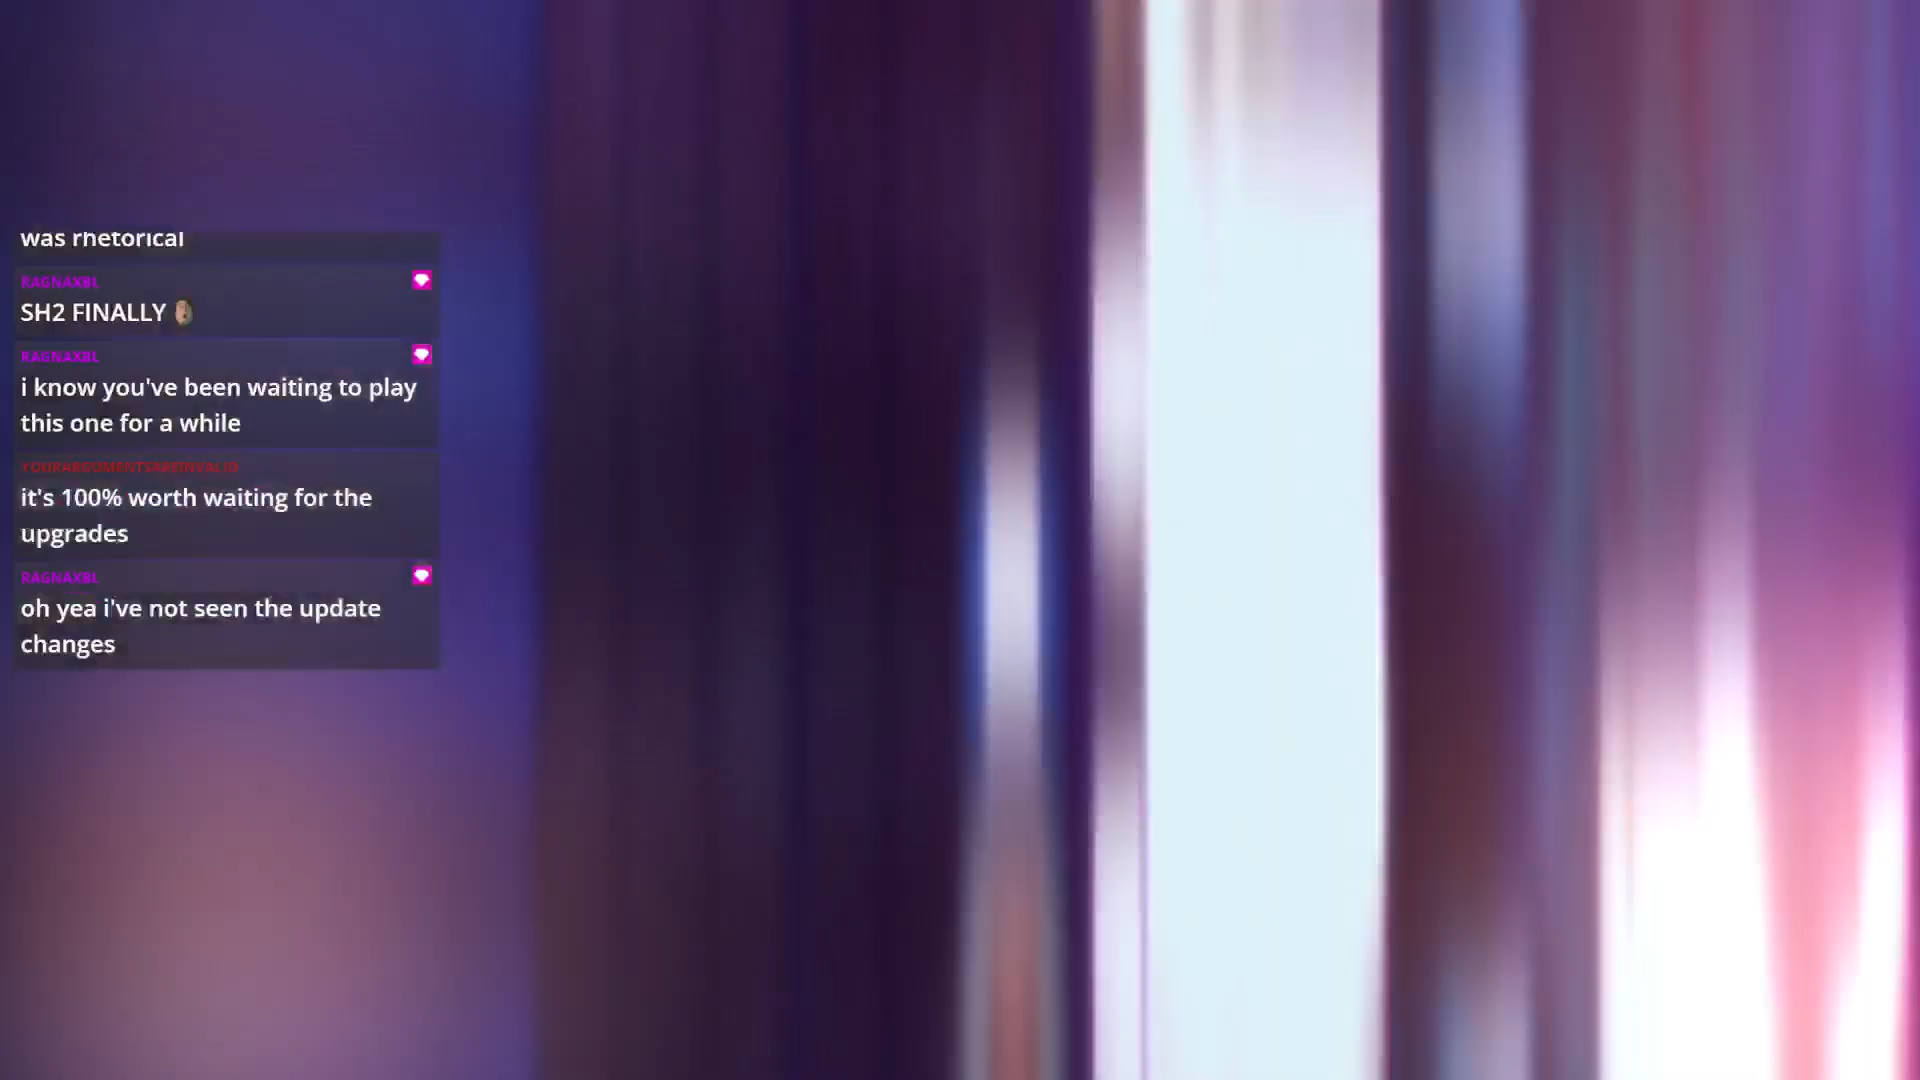 was rhetorical
RAGNAXBL
SH2 FINALLY
RAGNAXBL
i know you've been waiting to play
this one for a while
YOURARGUMENTSAREINVALID
it's 100% worth waiting for the
upgrades
RAGNAXBL
oh yea i've not seen the update
changes